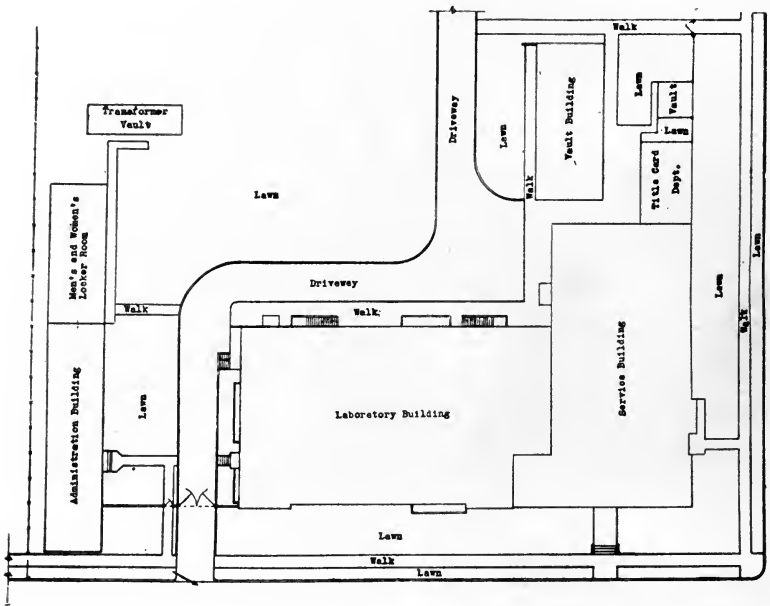 Walk
Transformer
Vault
Driveway
Lawn
Vault Building
Lawn
Vault
Lawn
Title Card
Dept.
Walk
Lawn
Men's and Women's
Locker Room
Driveway
Walk
Walk
Lawn
Lawn
Walk
Service Building
Administration Building
Lawn
Laboratory Building
Lawn
Walk
Lawn